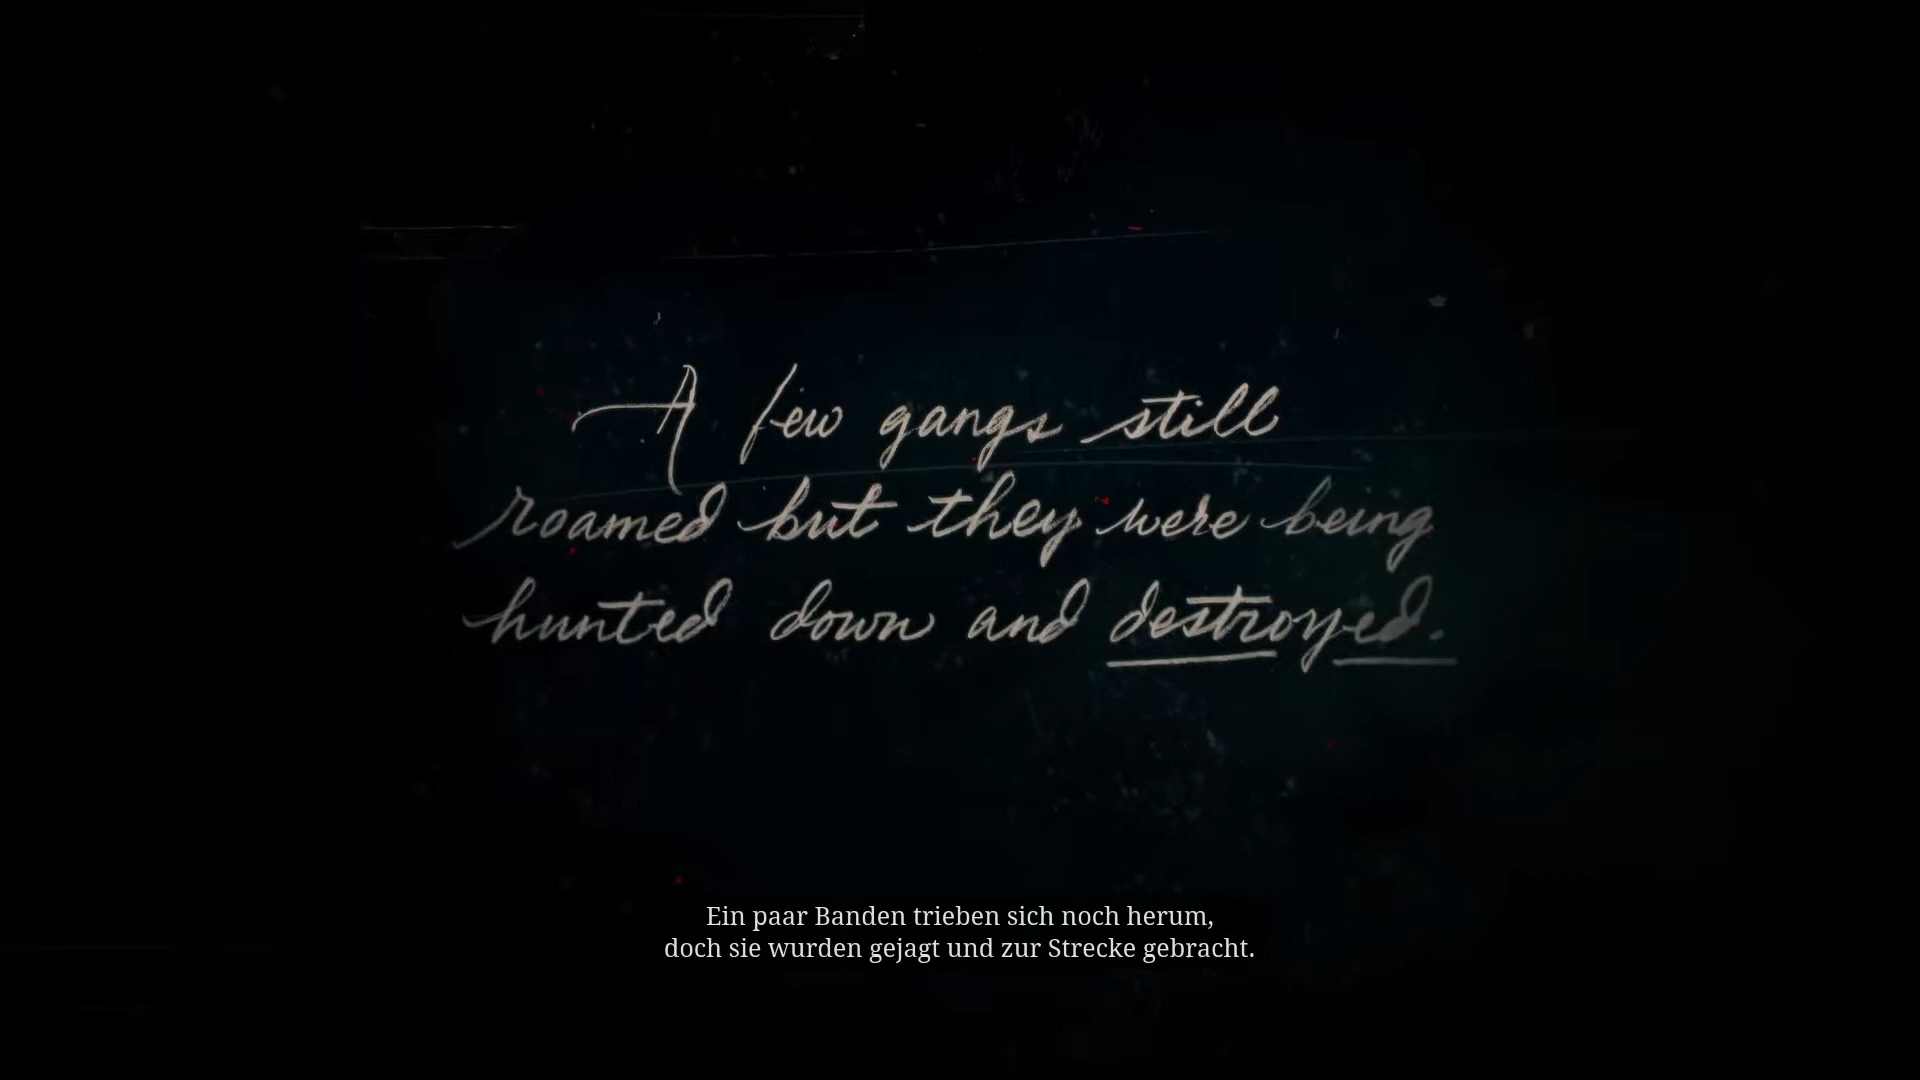 A few gangs still
roamed but they were being
hunted down and destroyed.
Ein paar Banden trieben sich noch herum,
doch sie wurden gejagt und zur Strecke gebracht.